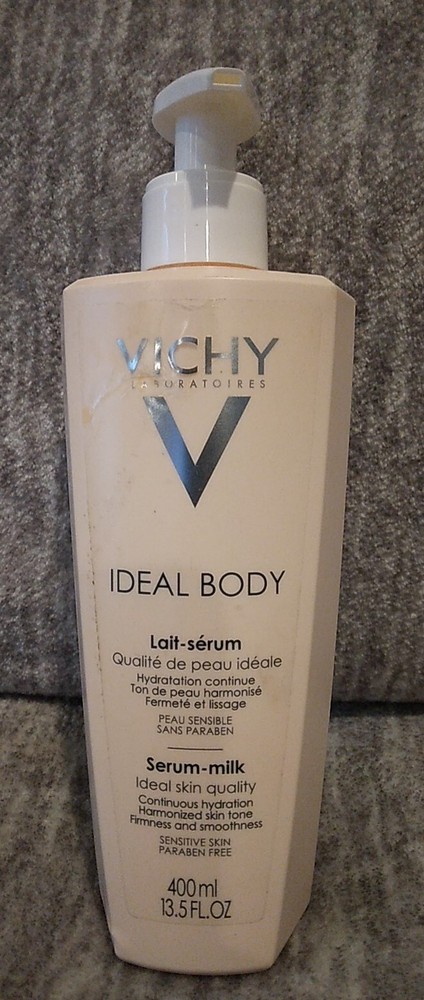 VICHY
LABORATOIRES
V
IDEAL BODY
Lait-sérum
Qualité de peau idéale
Hydratation continue
Ton de peau harmonisé
Fermeté et lissage
PEAU SENSIBLE
SANS PARABEN
Serum-milk
Ideal skin quality
Continuous hydration
Harmonized skin tone
Firmness and smoothness
SENSITIVE SKIN
PARABEN FREE
400 ml
13.5 FL.OZ